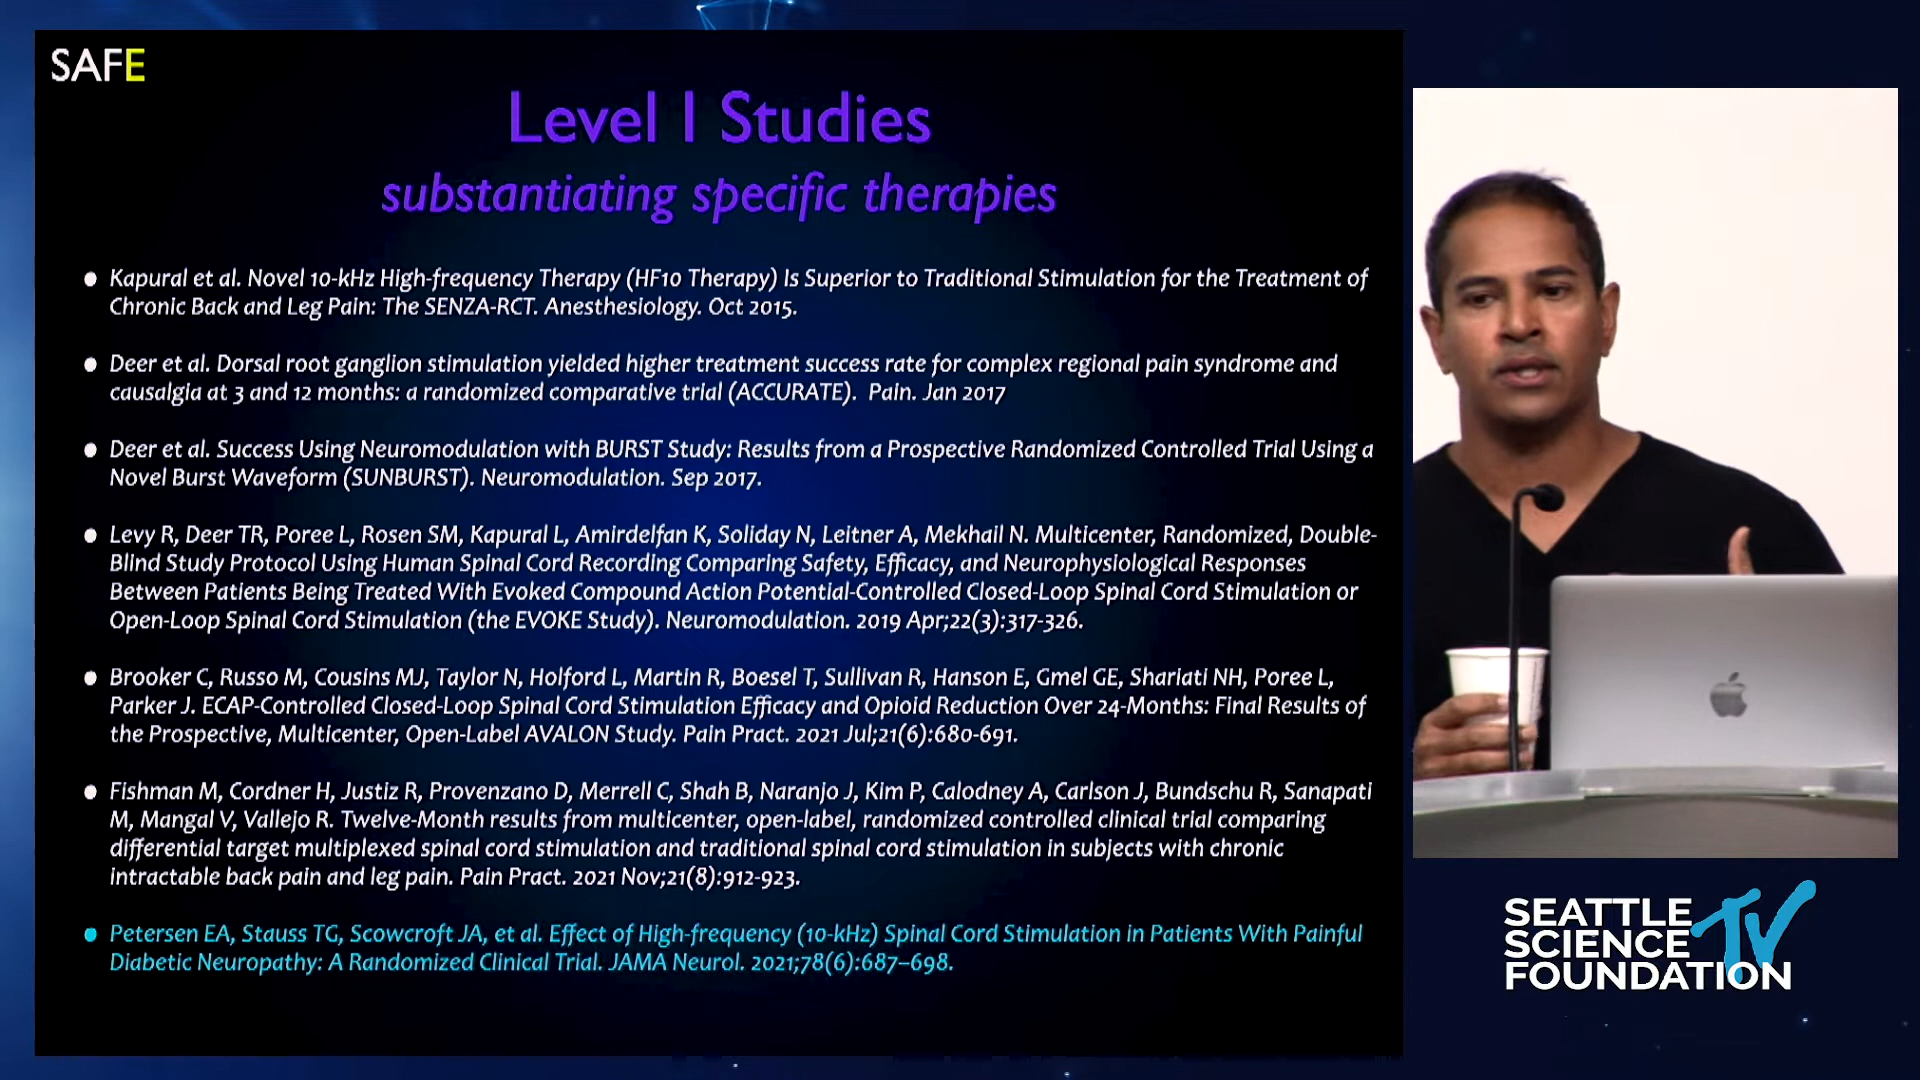 SAFE
Level I Studies
substantiating specific therapies
• Kapural et al. Novel 10-kHz High-frequency Therapy (HF10 Therapy) Is Superior to Traditional Stimulation for the Treatment of
Chronic Back and Leg Pain: The SENZA-RCT. Anesthesiology. Oct 2015.
• Deer et al. Dorsal root ganglion stimulation yielded higher treatment success rate for complex regional pain syndrome and
causalgia at 3 and 12 months: a randomized comparative trial (ACCURATE). Pain. Jan 2017
• Deer et al. Success Using Neuromodulation with BURST Study: Results from a Prospective Randomized Controlled Trial Using a
Novel Burst Waveform (SUNBURST). Neuromodulation. Sep 2017.
• Levy R, Deer TR, Poree L, Rosen SM, Kapural L, Amirdelfan K, Soliday N, Leitner A, Mekhail N. Multicenter, Randomized, Double-
Blind Study Protocol Using Human Spinal Cord Recording Comparing Safety, Efficacy, and Neurophysiological Responses
Between Patients Being Treated With Evoked Compound Action Potential-Controlled Closed-Loop Spinal Cord Stimulation or
Open-Loop Spinal Cord Stimulation (the EVOKE Study). Neuromodulation. 2019 Apr;22(3):317-326.
• Brooker C, Russo M, Cousins MJ, Taylor N, Holford L, Martin R, Boesel T, Sullivan R, Hanson E, Gmel GE, Shariati NH, Poree L,
Parker J. ECAP-Controlled Closed-Loop Spinal Cord Stimulation Efficacy and Opioid Reduction Over 24-Months: Final Results of
the Prospective, Multicenter, Open-Label AVALON Study. Pain Pract. 2021 Jul;21(6):680-691.
• Fishman M, Cordner H, Justiz R, Provenzano D, Merrell C, Shah B, Naranjo J, Kim P, Calodney A, Carlson J, Bundschu R, Sanapati
M, Mangal V, Vallejo R. Twelve-Month results from multicenter, open-label, randomized controlled clinical trial comparing
differential target multiplexed spinal cord stimulation and traditional spinal cord stimulation in subjects with chronic
intractable back pain and leg pain. Pain Pract. 2021 Nov;21(8):912-923.
• Petersen EA, Stauss TG, Scowcroft JA, et al. Effect of High-frequency (10-kHz) Spinal Cord Stimulation in Patients With Painful
Diabetic Neuropathy: A Randomized Clinical Trial. JAMA Neurol. 2021;78(6):687–698.
SEATTLE
SCIENCE TV
FOUNDATION